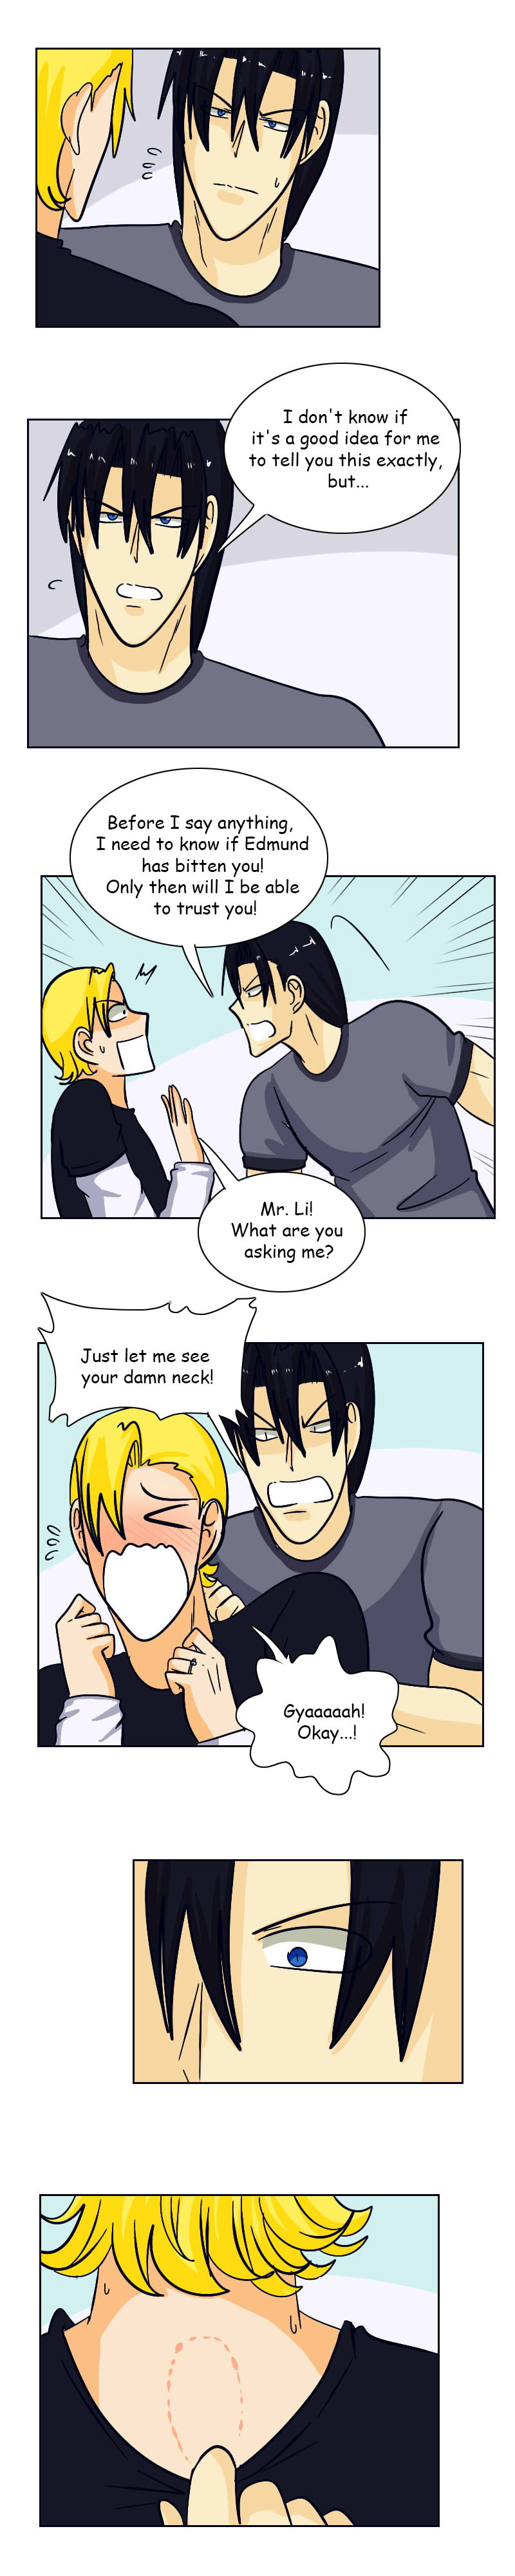 I don't know if
it's a good idea for me
to tell you this exactly,
but...
Before I say anything,
I need to know if Edmund
has bitten you!
Only then will I be able
to trust you!
Mr. Li!
What are you
asking me?
Just let me see
your damn neck!
Gyaaaaah!
Okay...!